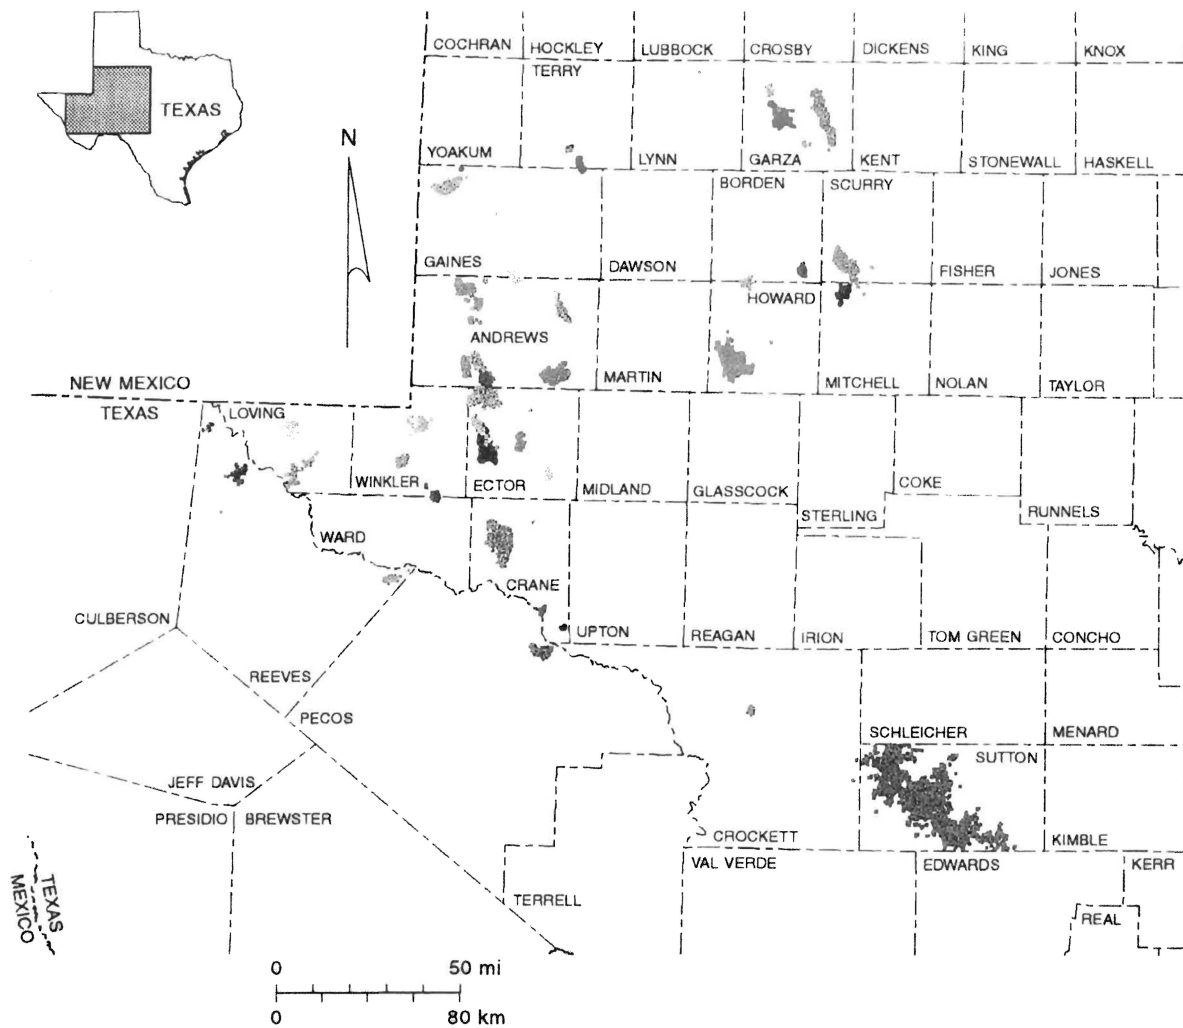 COCHRAN HOCKLEY LUBBOCK CROSBY DICKENS KING KNOX
TERRY
TEXAS
N
YOAKUM LYNN GARZA KENT STONEWALL HASKELL
BORDEN SCURRY
GAINES DAWSON FISHER JONES
HOWARD
ANDREWS
MARTIN MITCHELL NOLAN TAYLOR
NEW MEXICO
TEXAS LOVING
WINKLER ECTOR MIDLAND GLASSCOCK COKE
STERLING RUNNELS
WARD
CRANE
CULBERSON UPTON REAGAN IRION TOM GREEN CONCHO
REEVES
PECOS
SCHLEICHER MENARD
SUTTON
JEFF DAVIS
PRESIDIO BREWSTER
CROCKETT KIMBLE
VAL VERDE EDWARDS KERR
TEXAS
MEXICO
TERRELL
REAL
0 50 mi
0 80 km